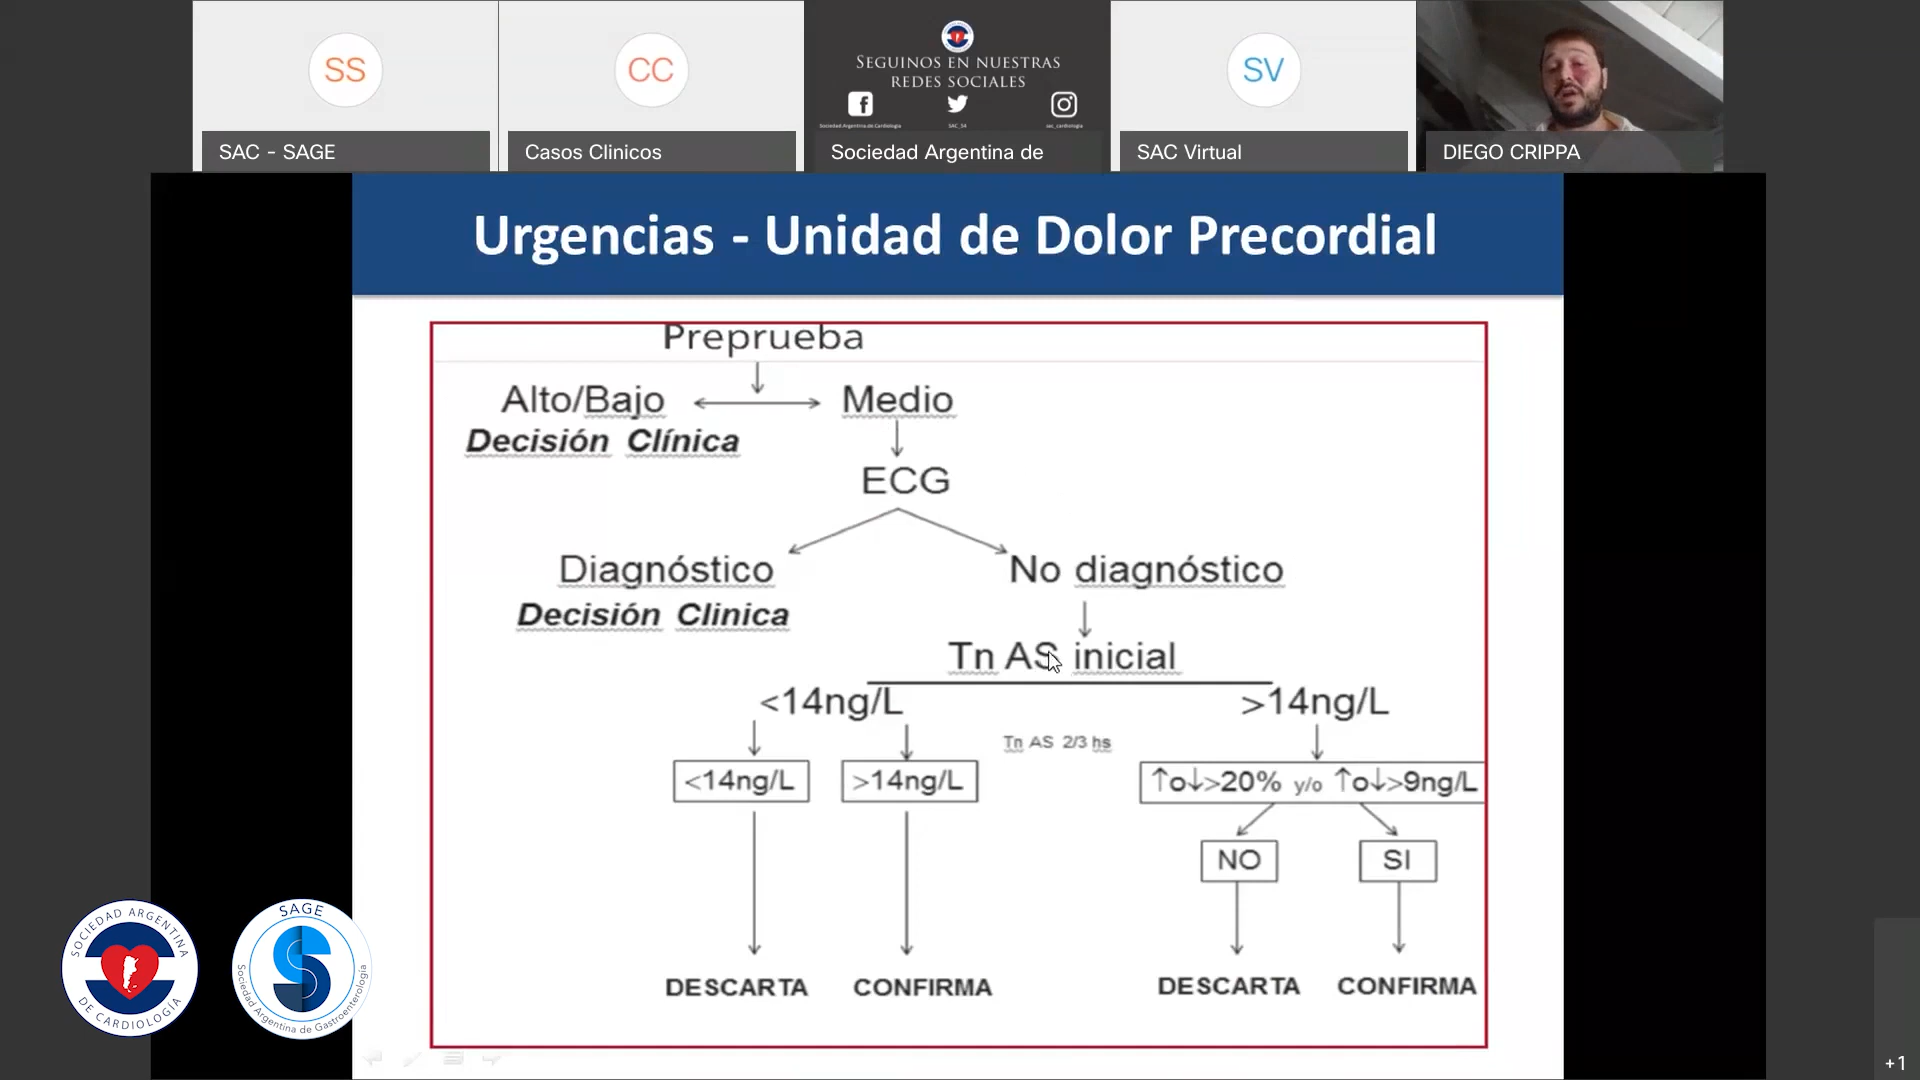 SS
CC
SEGUINOS EN NUESTRAS
REDES SOCIALES
Sociedad Argentina de Cardiología
SAC_54
sac_cardiologia
SV
SAC - SAGE
Casos Clinicos
Sociedad Argentina de
SAC Virtual
DIEGO CRIPPA
Urgencias - Unidad de Dolor Precordial
Preprueba
Alto/Bajo
Medio
Decisión Clínica
ECG
Diagnóstico
No diagnóstico
Decisión Clinica
Tn AS inicial
<14ng/L
>14ng/L
Tn AS 2/3 hs
<14ng/L
>14ng/L
↑o↓>20% y/o ↑o↓>9ng/L
NO
SI
DESCARTA
CONFIRMA
DESCARTA
CONFIRMA
SOCIEDAD ARGENTINA
DE CARDIOLOGÍA
SAGE
Sociedad Argentina de Gastroenterología
+1